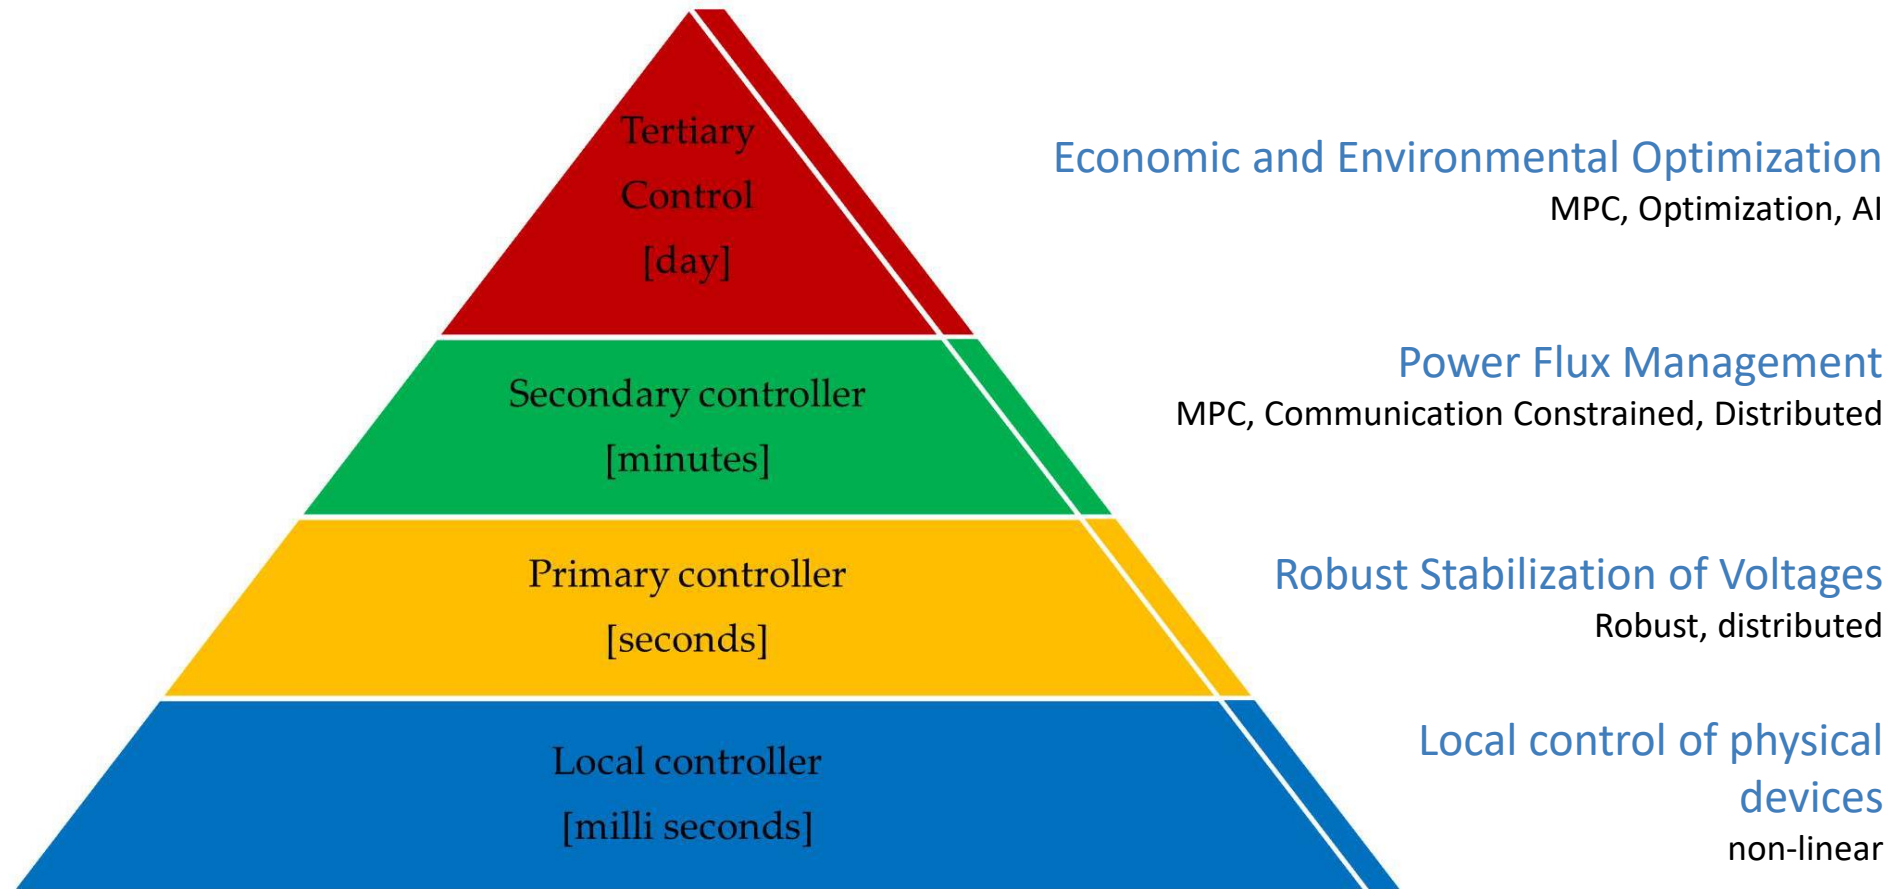 Tertiary
Control
[day]
Economic and Environmental Optimization
MPC, Optimization, AI
Secondary controller
[minutes]
Power Flux Management
MPC, Communication Constrained, Distributed
Primary controller
[seconds]
Robust Stabilization of Voltages
Robust, distributed
Local controller
[milli seconds]
Local control of physical
devices
non-linear